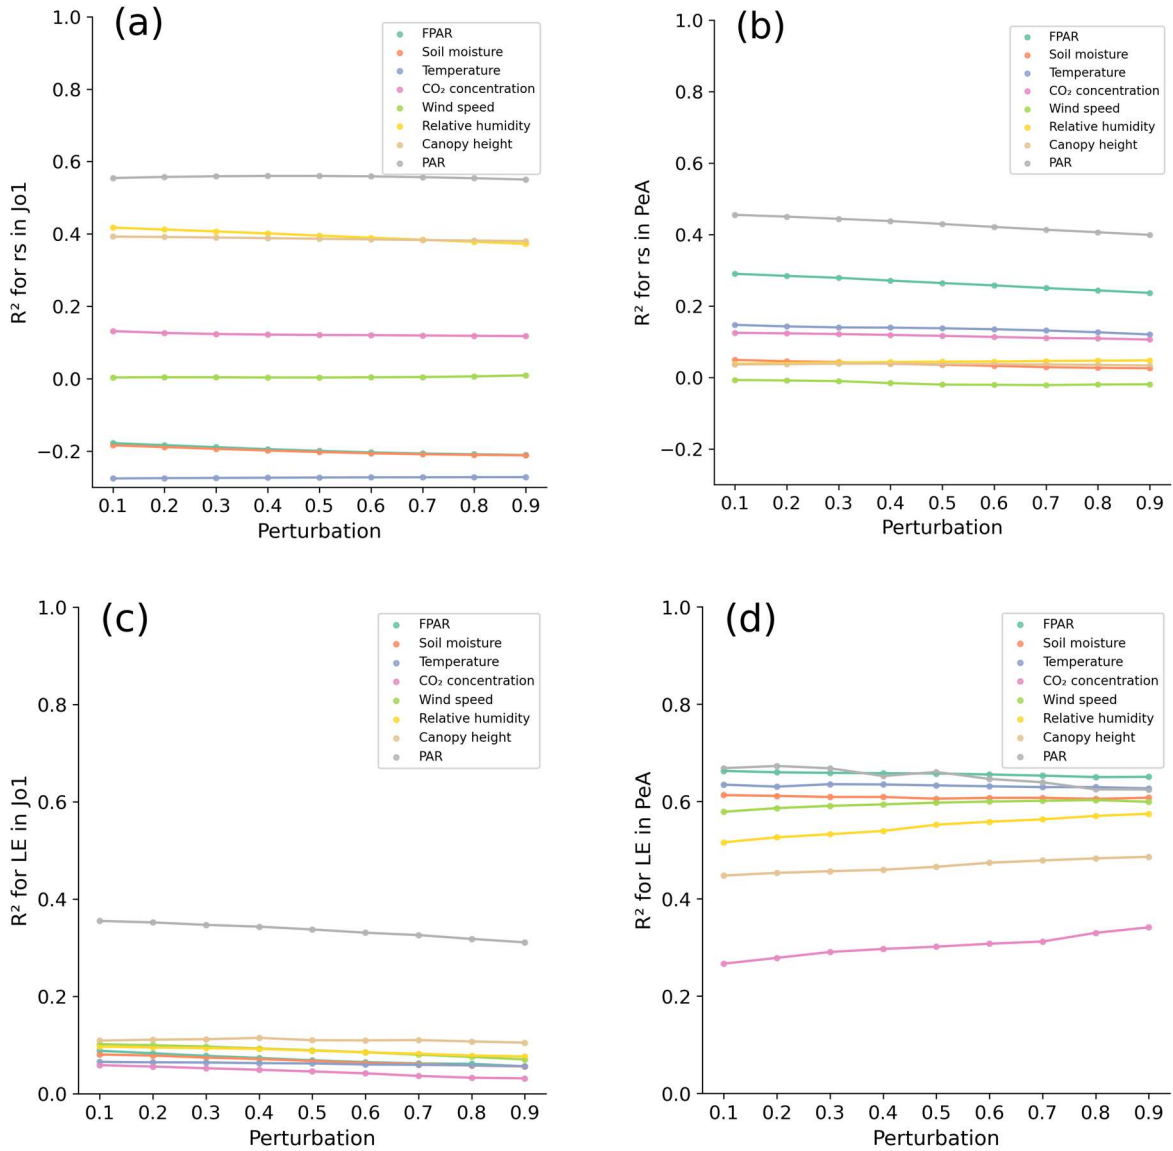 (a)
1.0
0.8
0.6
0.4
0.2
0.0
−0.2
R² for rs in Jo1
FPAR
Soil moisture
Temperature
CO₂ concentration
Wind speed
Relative humidity
Canopy height
PAR
0.1 0.2 0.3 0.4 0.5 0.6 0.7 0.8 0.9
Perturbation
(b)
1.0
0.8
0.6
0.4
0.2
0.0
−0.2
R² for rs in PeA
FPAR
Soil moisture
Temperature
CO₂ concentration
Wind speed
Relative humidity
Canopy height
PAR
0.1 0.2 0.3 0.4 0.5 0.6 0.7 0.8 0.9
Perturbation
(c)
1.0
0.8
0.6
0.4
0.2
0.0
R² for LE in Jo1
FPAR
Soil moisture
Temperature
CO₂ concentration
Wind speed
Relative humidity
Canopy height
PAR
0.1 0.2 0.3 0.4 0.5 0.6 0.7 0.8 0.9
Perturbation
(d)
1.0
0.8
0.6
0.4
0.2
0.0
R² for LE in PeA
FPAR
Soil moisture
Temperature
CO₂ concentration
Wind speed
Relative humidity
Canopy height
PAR
0.1 0.2 0.3 0.4 0.5 0.6 0.7 0.8 0.9
Perturbation